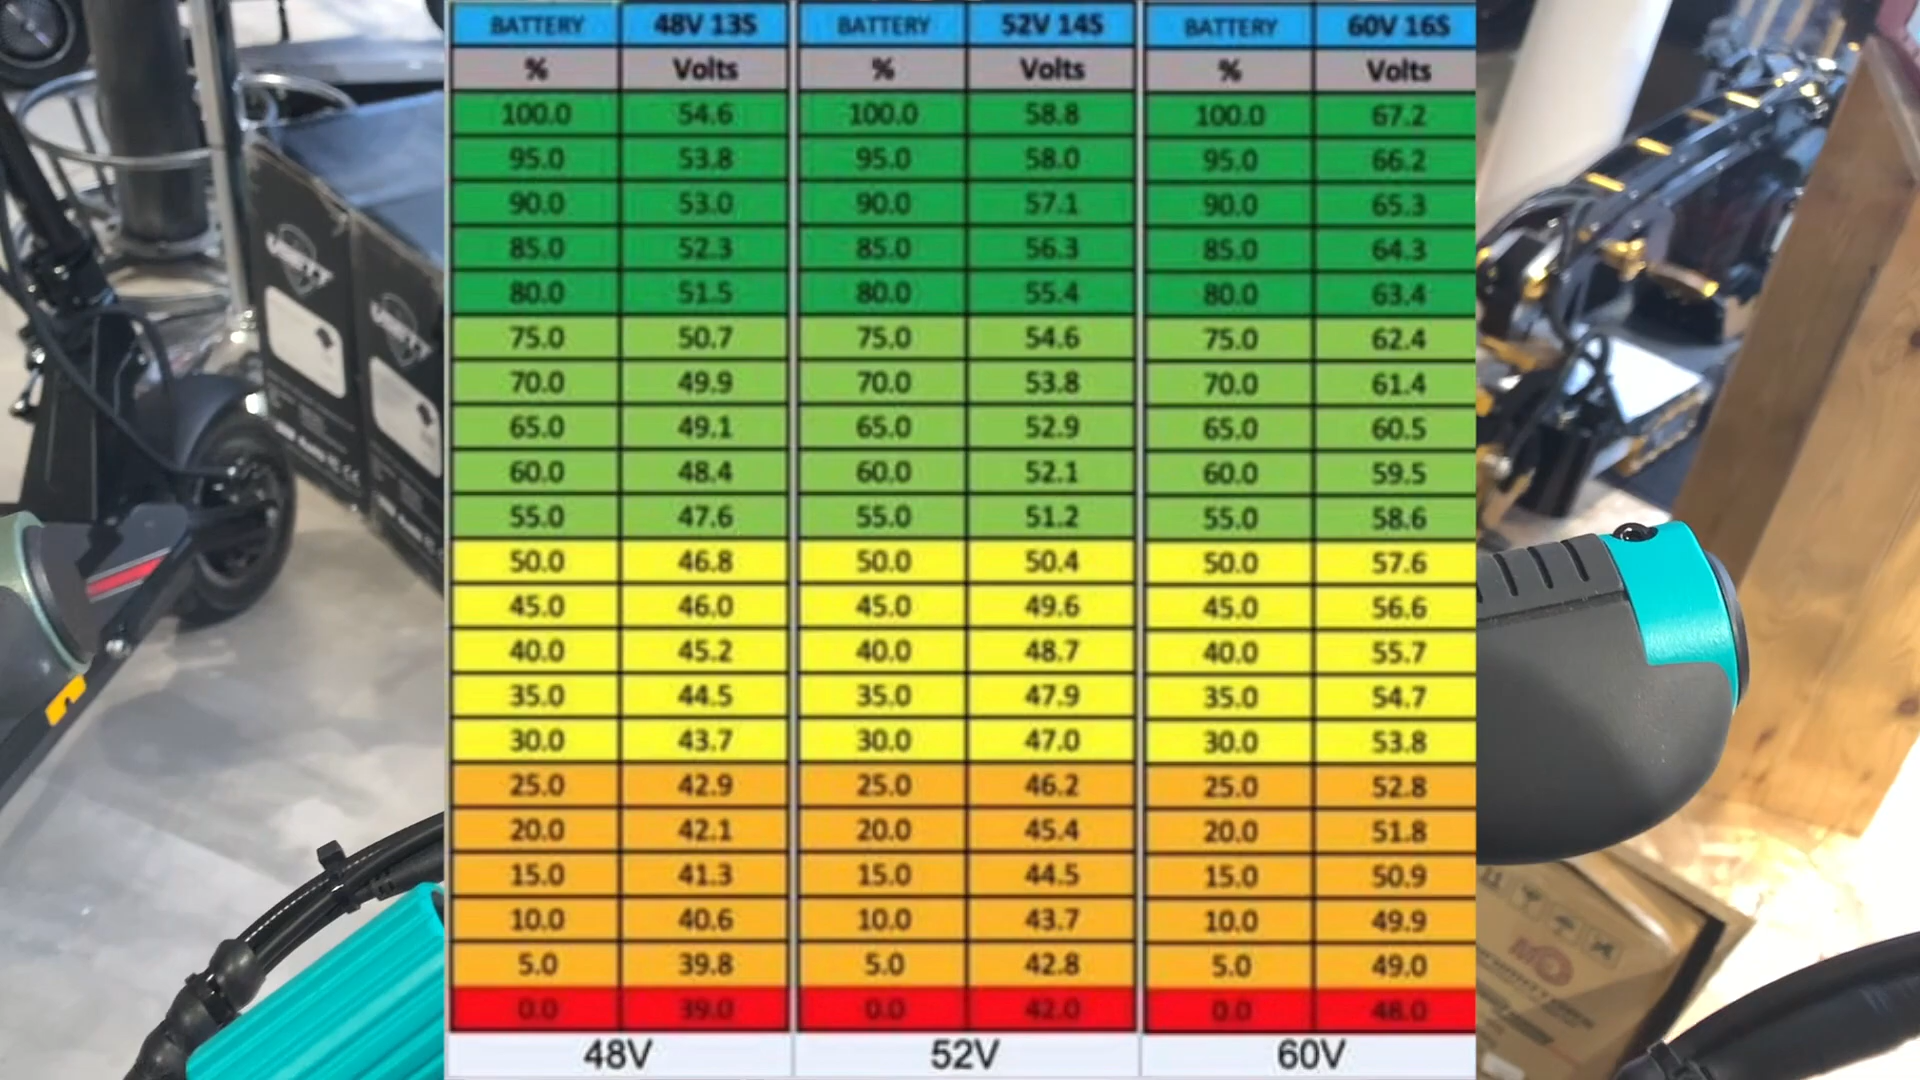 BATTERY 48V 13S BATTERY 52V 14S BATTERY 60V 16S
% Volts % Volts % Volts
100.0 54.6 100.0 58.8 100.0 67.2
95.0 53.8 95.0 58.0 95.0 66.2
90.0 53.0 90.0 57.1 90.0 65.3
85.0 52.3 85.0 56.3 85.0 64.3
80.0 51.5 80.0 55.4 80.0 63.4
75.0 50.7 75.0 54.6 75.0 62.4
70.0 49.9 70.0 53.8 70.0 61.4
65.0 49.1 65.0 52.9 65.0 60.5
60.0 48.4 60.0 52.1 60.0 59.5
55.0 47.6 55.0 51.2 55.0 58.6
50.0 46.8 50.0 50.4 50.0 57.6
45.0 46.0 45.0 49.6 45.0 56.6
40.0 45.2 40.0 48.7 40.0 55.7
35.0 44.5 35.0 47.9 35.0 54.7
30.0 43.7 30.0 47.0 30.0 53.8
25.0 42.9 25.0 46.2 25.0 52.8
20.0 42.1 20.0 45.4 20.0 51.8
15.0 41.3 15.0 44.5 15.0 50.9
10.0 40.6 10.0 43.7 10.0 49.9
5.0 39.8 5.0 42.8 5.0 49.0
0.0 39.0 0.0 42.0 0.0 48.0
48V 52V 60V